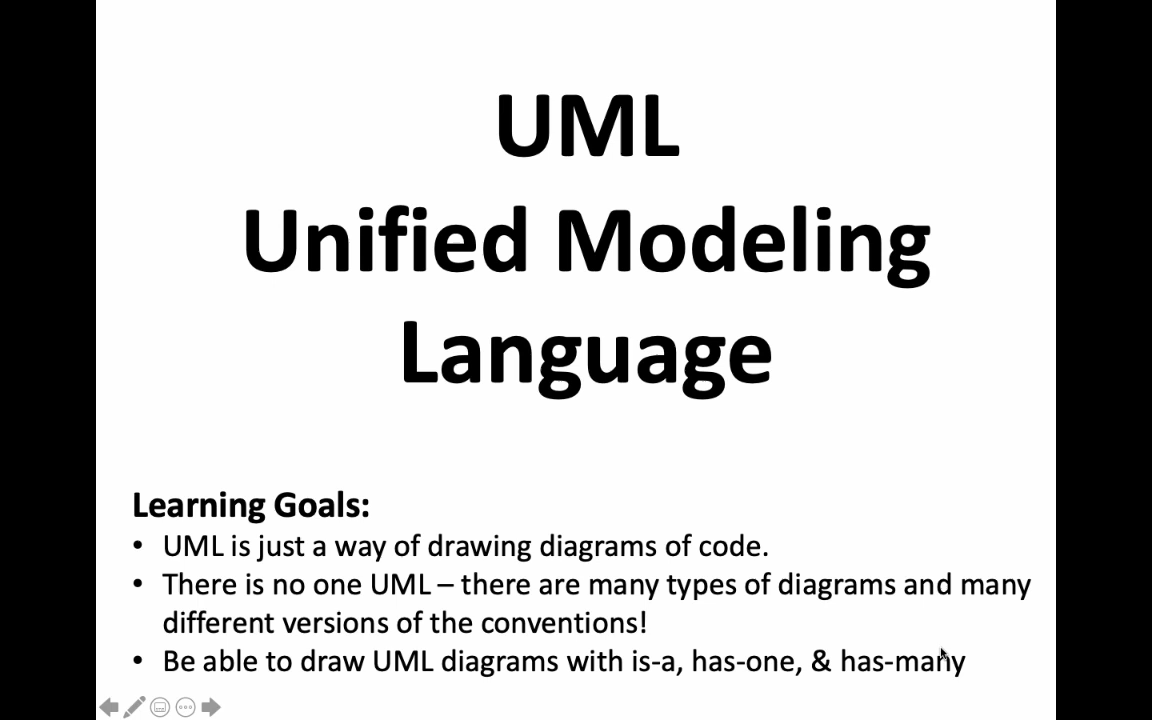 UML
Unified Modeling
Language
Learning Goals:
• UML is just a way of drawing diagrams of code.
• There is no one UML – there are many types of diagrams and many
different versions of the conventions!
• Be able to draw UML diagrams with is-a, has-one, & has-many